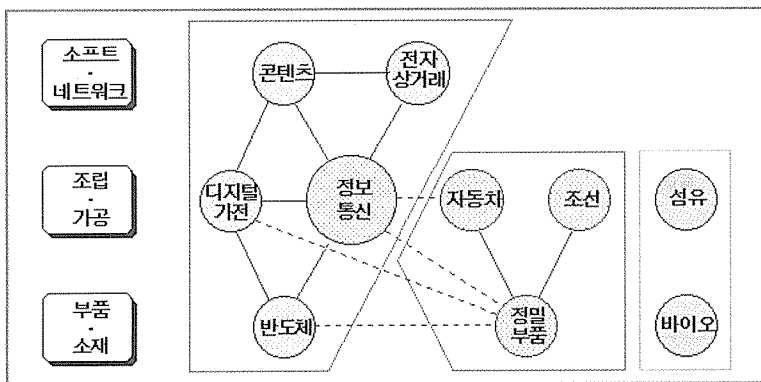 소프트
·
네트워크
콘텐츠
전자
상거래
조립
·
가공
디지탈
가전
정보
통신
자동차
조선
섬유
부품
·
소재
반도체
정밀
부품
바이오